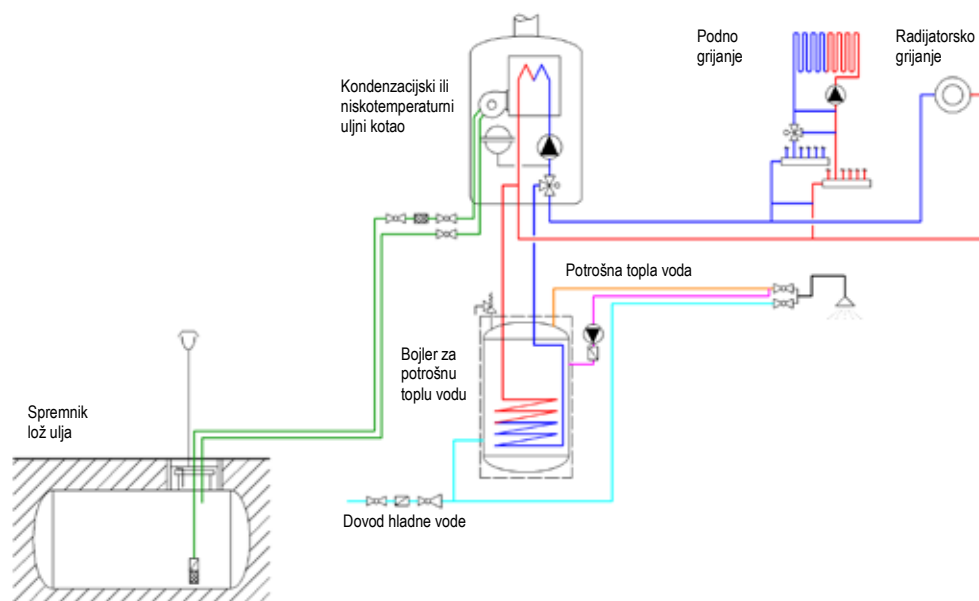 Podno
grijanje
Radijatorsko
grijanje
Kondenzacijski ili
niskotemperaturni
uljni kotao
Potrošna topla voda
Bojler za
potrošnu
toplu vodu
Spremnik
lož ulja
Dovod hladne vode